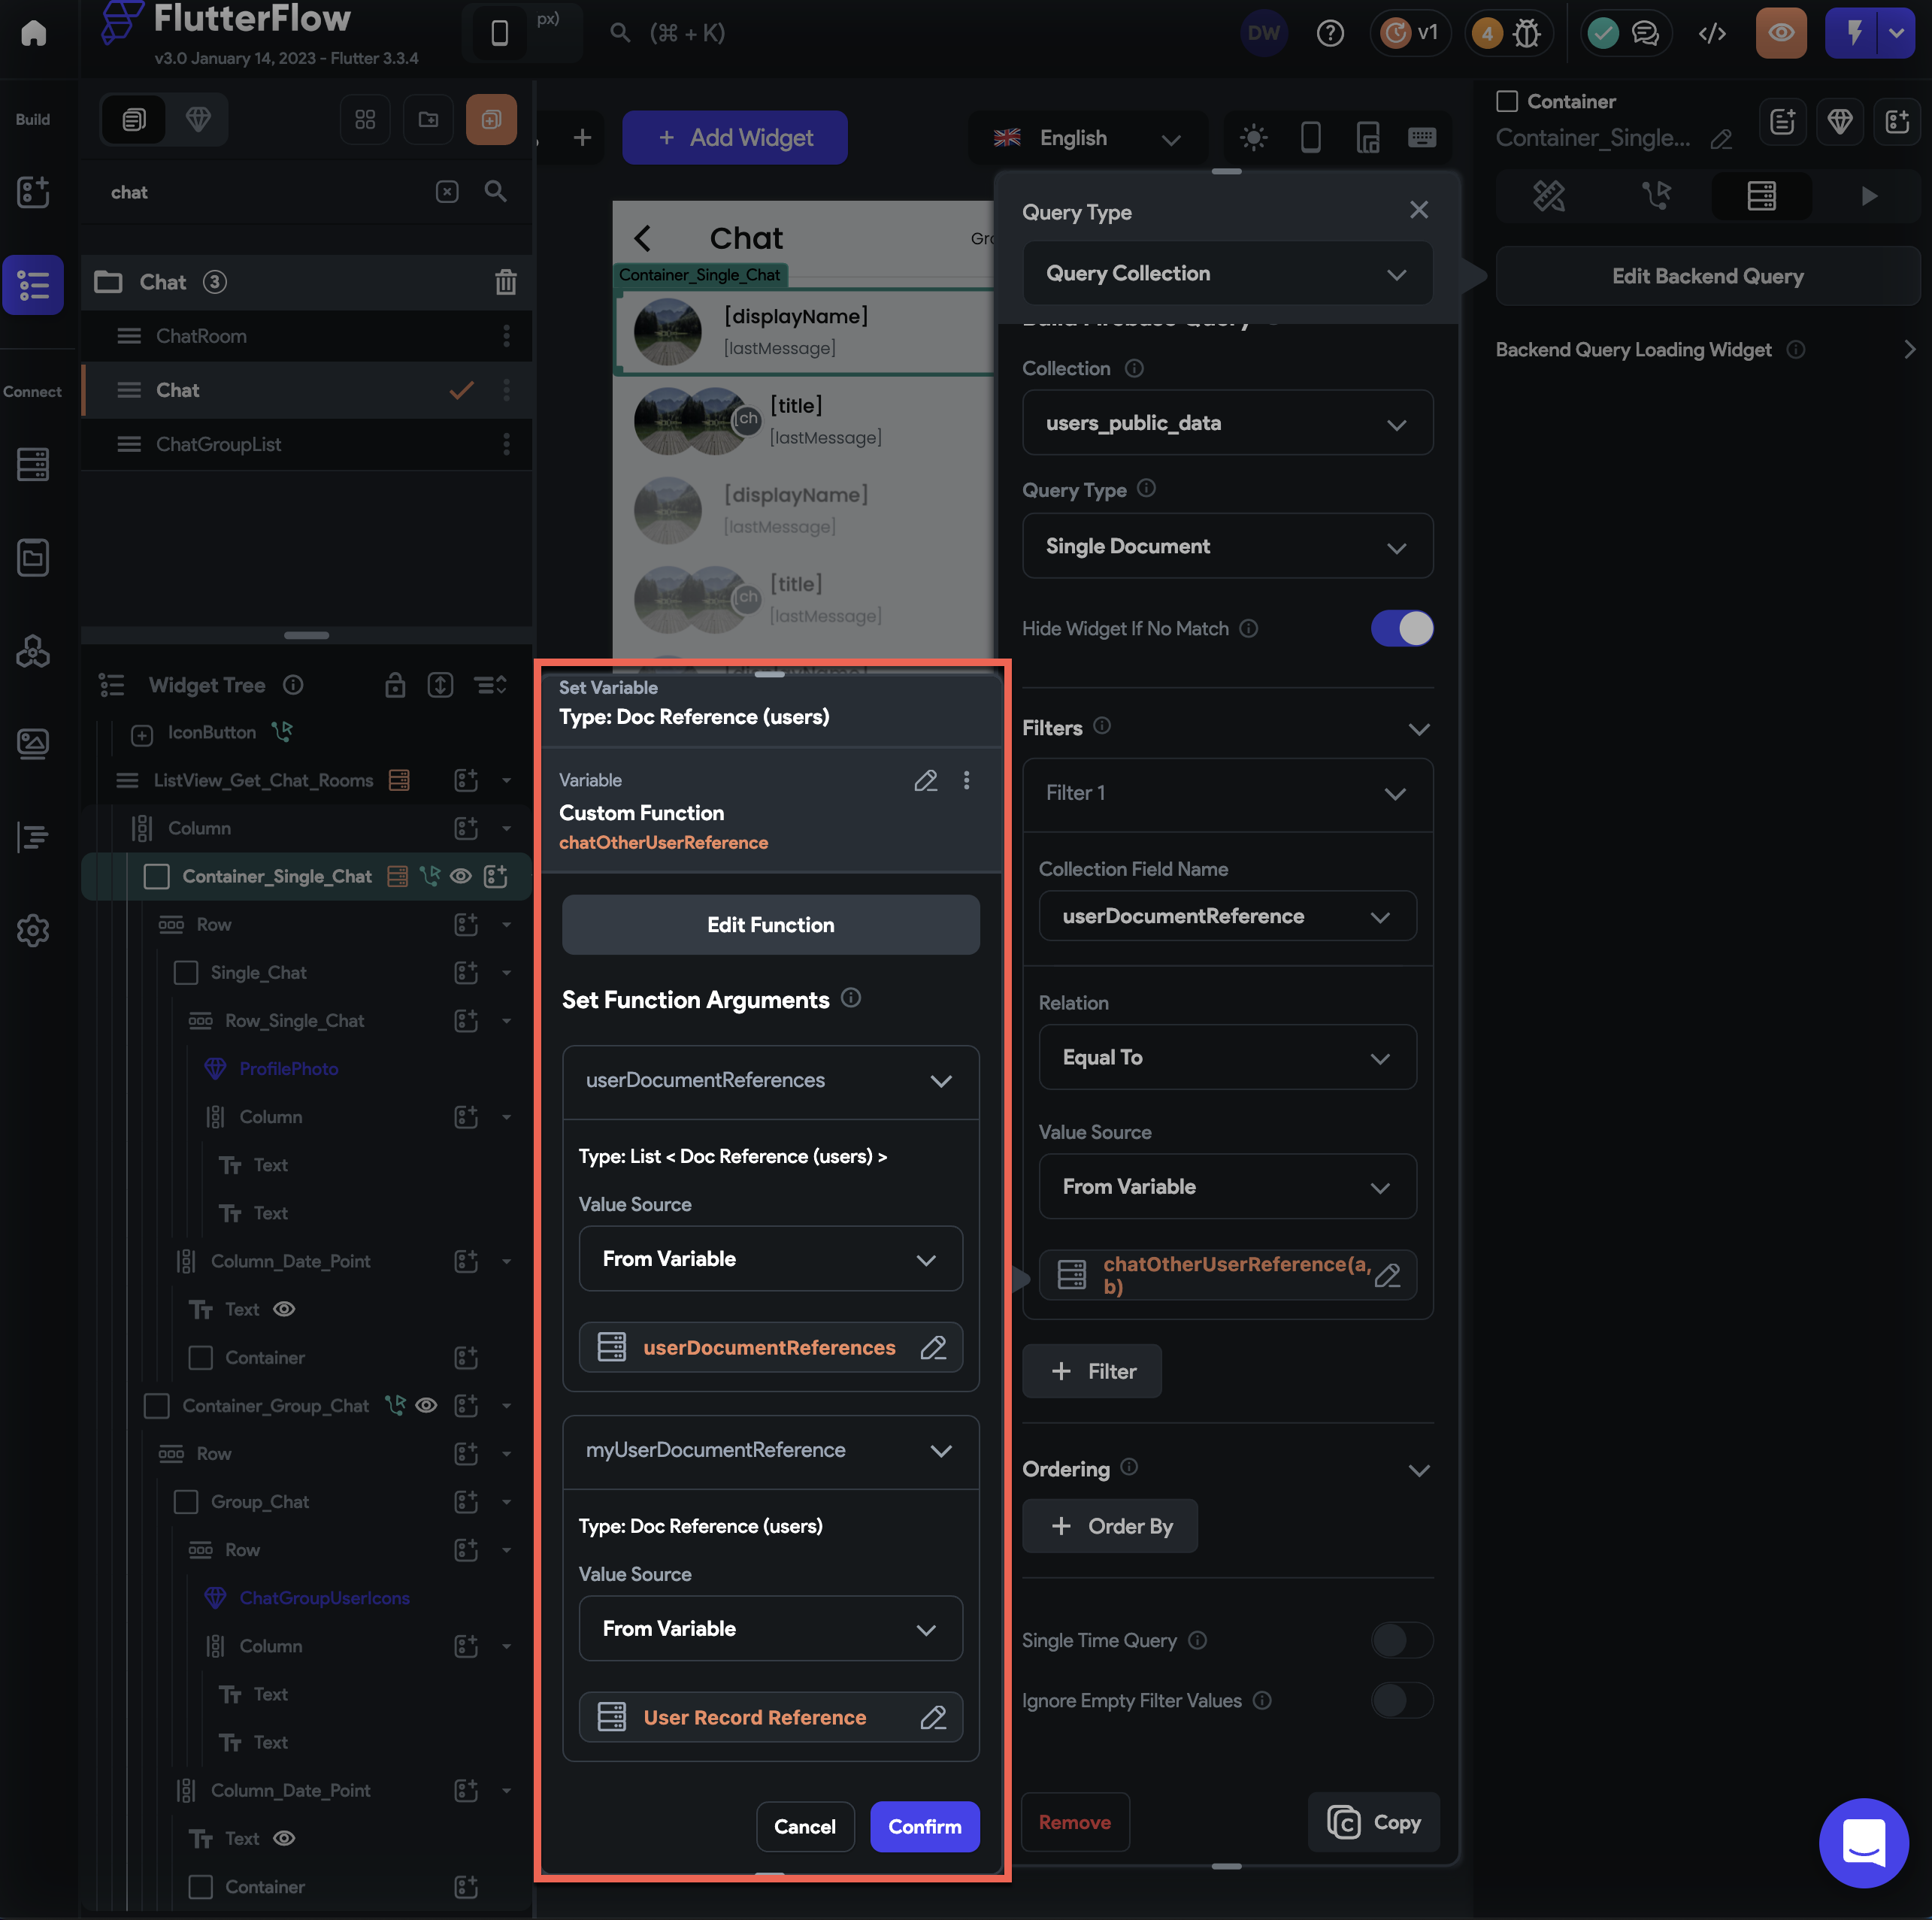 FlutterFlow
v3.0 January 14, 2023 - Flutter 3.3.4
px)
(⌘ + K)
DW
v1
4
Build
Connect
chat
Chat 3
ChatRoom
Chat
ChatGroupList
Widget Tree
IconButton
ListView_Get_Chat_Rooms
Column
Container_Single_Chat
Row
Single_Chat
Row_Single_Chat
ProfilePhoto
Column
Text
Text
Column_Date_Point
Text
Container
Container_Group_Chat
Row
Group_Chat
Row
ChatGroupUserIcons
Column
Text
Text
Column_Date_Point
Text
Container
+ Add Widget
English
Chat
Container_Single_Chat
[displayName]
[lastMessage]
[title]
[ch
[lastMessage]
[displayName]
[lastMessage]
[title]
[ch
[lastMessage]
[displayName]
Set Variable
Type: Doc Reference (users)
Variable
Custom Function
chatOtherUserReference
Edit Function
Set Function Arguments
userDocumentReferences
Type: List < Doc Reference (users) >
Value Source
From Variable
userDocumentReferences
myUserDocumentReference
Type: Doc Reference (users)
Value Source
From Variable
User Record Reference
Cancel
Confirm
Query Type
Query Collection
Build Firebase Query
Collection
users_public_data
Query Type
Single Document
Hide Widget If No Match
Filters
Filter 1
Collection Field Name
userDocumentReference
Relation
Equal To
Value Source
From Variable
chatOtherUserReference(a,
b)
+ Filter
Ordering
+ Order By
Single Time Query
Ignore Empty Filter Values
Remove
Copy
Container
Container_Single...
Edit Backend Query
Backend Query Loading Widget